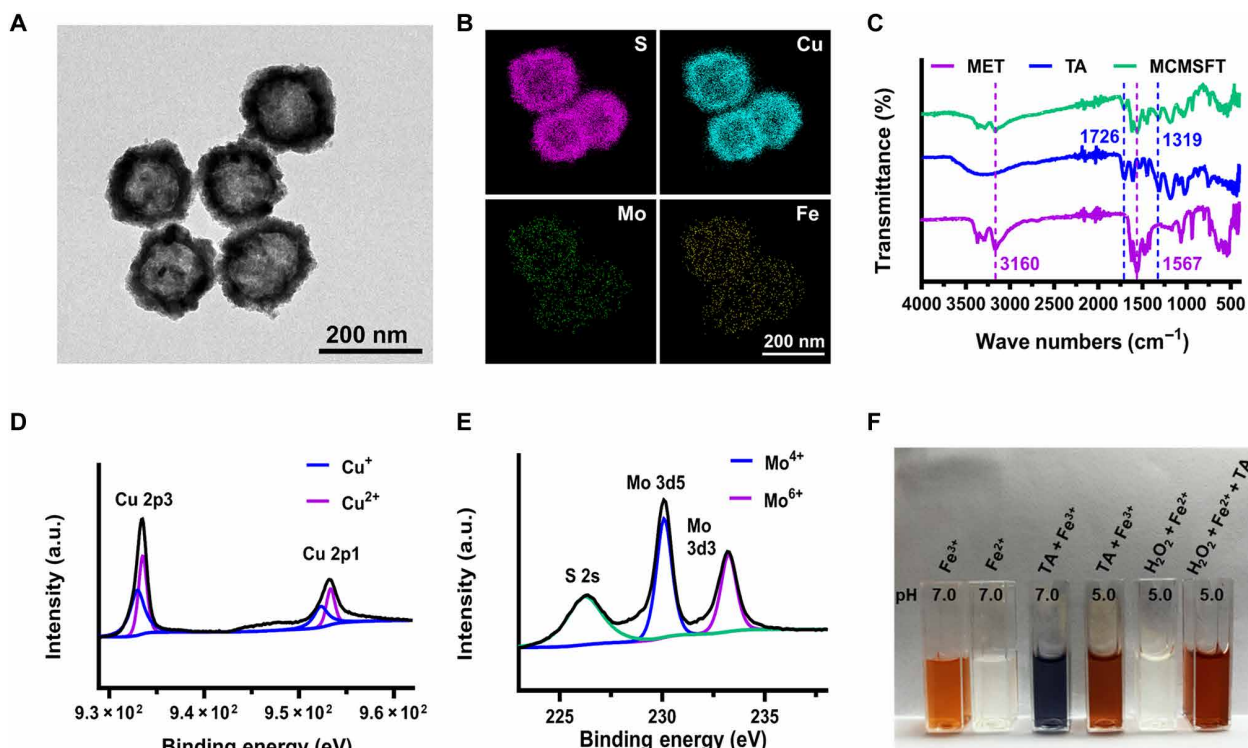 A
200 nm
B
S
Cu
Mo
Fe
200 nm
C
MET
TA
MCMSFT
Transmittance (%)
1726
1319
3160
1567
4000 3500 3000 2500 2000 1500 1000 500
Wave numbers (cm⁻¹)
D
Intensity (a.u.)
Cu⁺
Cu²⁺
Cu 2p3
Cu 2p1
9.3 × 10² 9.4 × 10² 9.5 × 10² 9.6 × 10²
Binding energy (eV)
E
Intensity (a.u.)
Mo⁴⁺
Mo⁶⁺
Mo 3d5
Mo
3d3
S 2s
225 230 235
Binding energy (eV)
F
Fe³⁺
Fe²⁺
TA + Fe³⁺
TA + Fe³⁺
H₂O₂ + Fe²⁺
H₂O₂ + Fe²⁺ + TA
pH 7.0 7.0 7.0 5.0 5.0 5.0